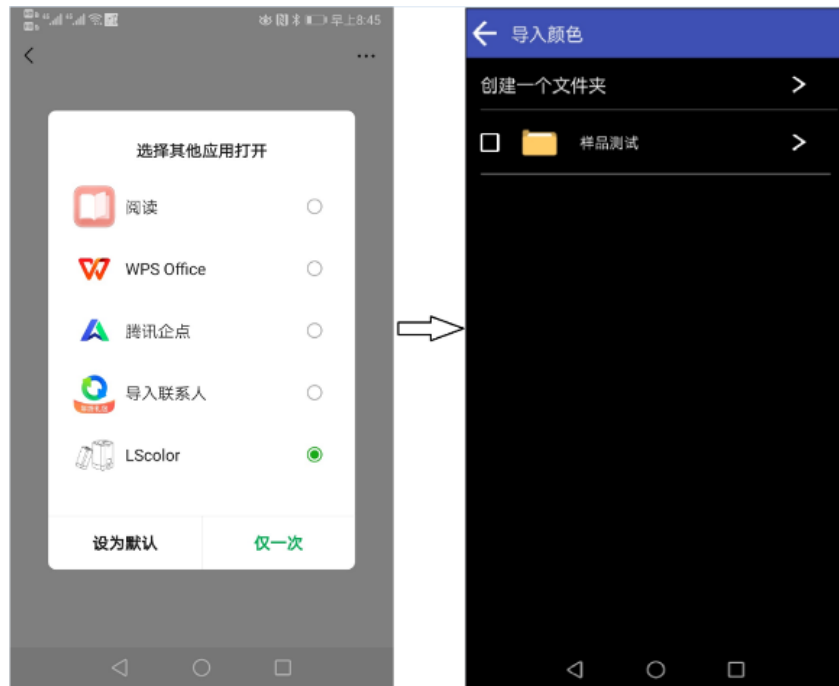 早上8:45
选择其他应用打开
阅读
WPS Office
腾讯企点
导入联系人
LScolor
设为默认
仅一次
导入颜色
创建一个文件夹
样品测试